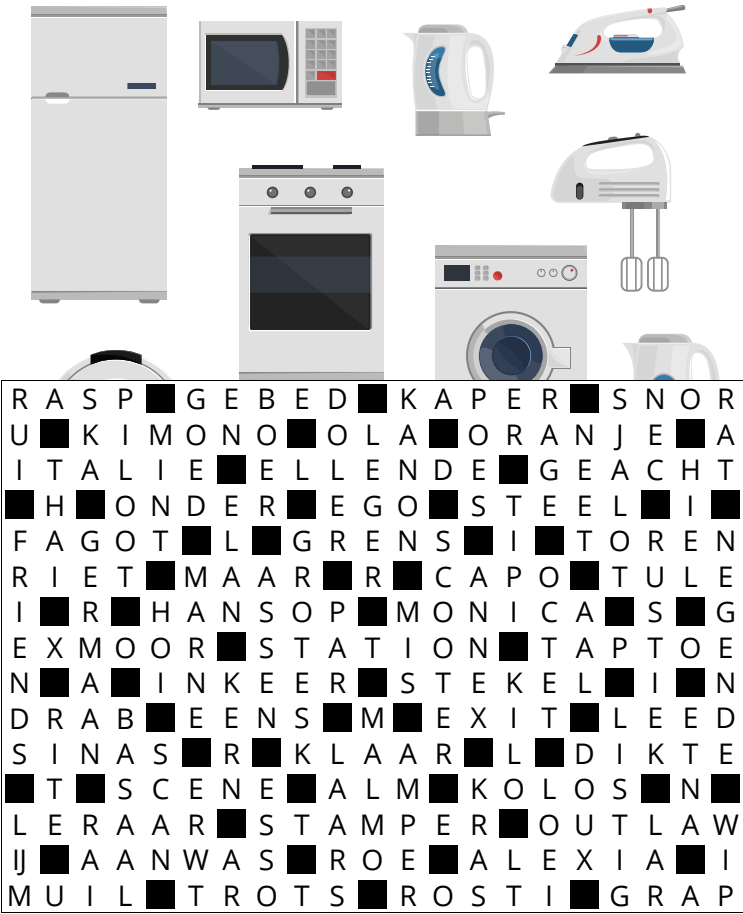 RASP GEBED KAPER SNOR
U KIMONO OLA ORANJE A
ITALIE ELLENDE GEACHT
H ONDER EGO STEEL I
FAGOT L GRENS I TOREN
RIET MAAR R CAPO TULE
I R HANSOP MONICA S G
EXMOOR STATION TAPTOE
N A INKEER STEKEL I N
DRAB EENS M EXIT LEED
SINAS R KLAAR L DIKTE
T SCENE ALM KOLOS N
LERAAR STAMPER OUTLAW
IJ AANWAS ROE ALEXIA I
MUIL TROTS ROSTI GRAP